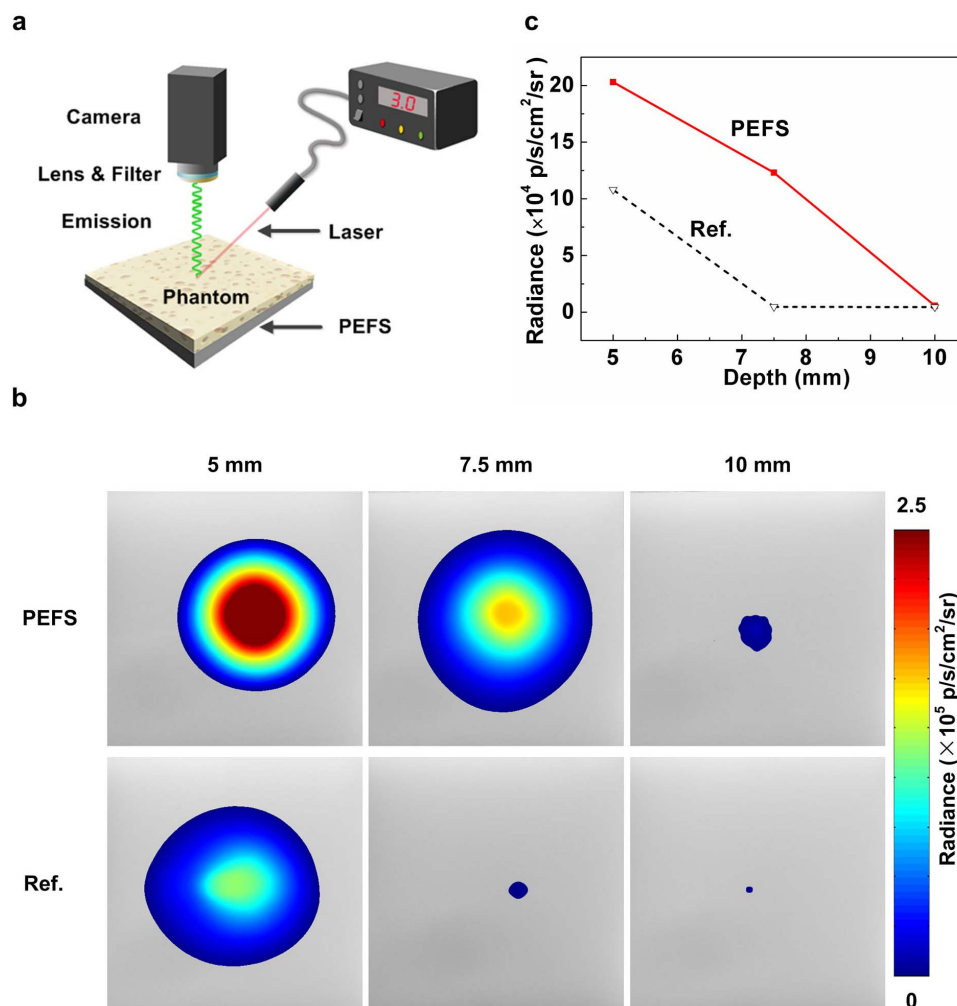 a
Camera
Lens & Filter
Emission
3.0
Laser
Phantom
PEFS
c
Radiance (×10⁴ p/s/cm²/sr)
20
15
10
5
0
PEFS
Ref.
5
6
7
8
9
10
Depth (mm)
b
5 mm
7.5 mm
10 mm
PEFS
Ref.
2.5
Radiance (×10⁵ p/s/cm²/sr)
0